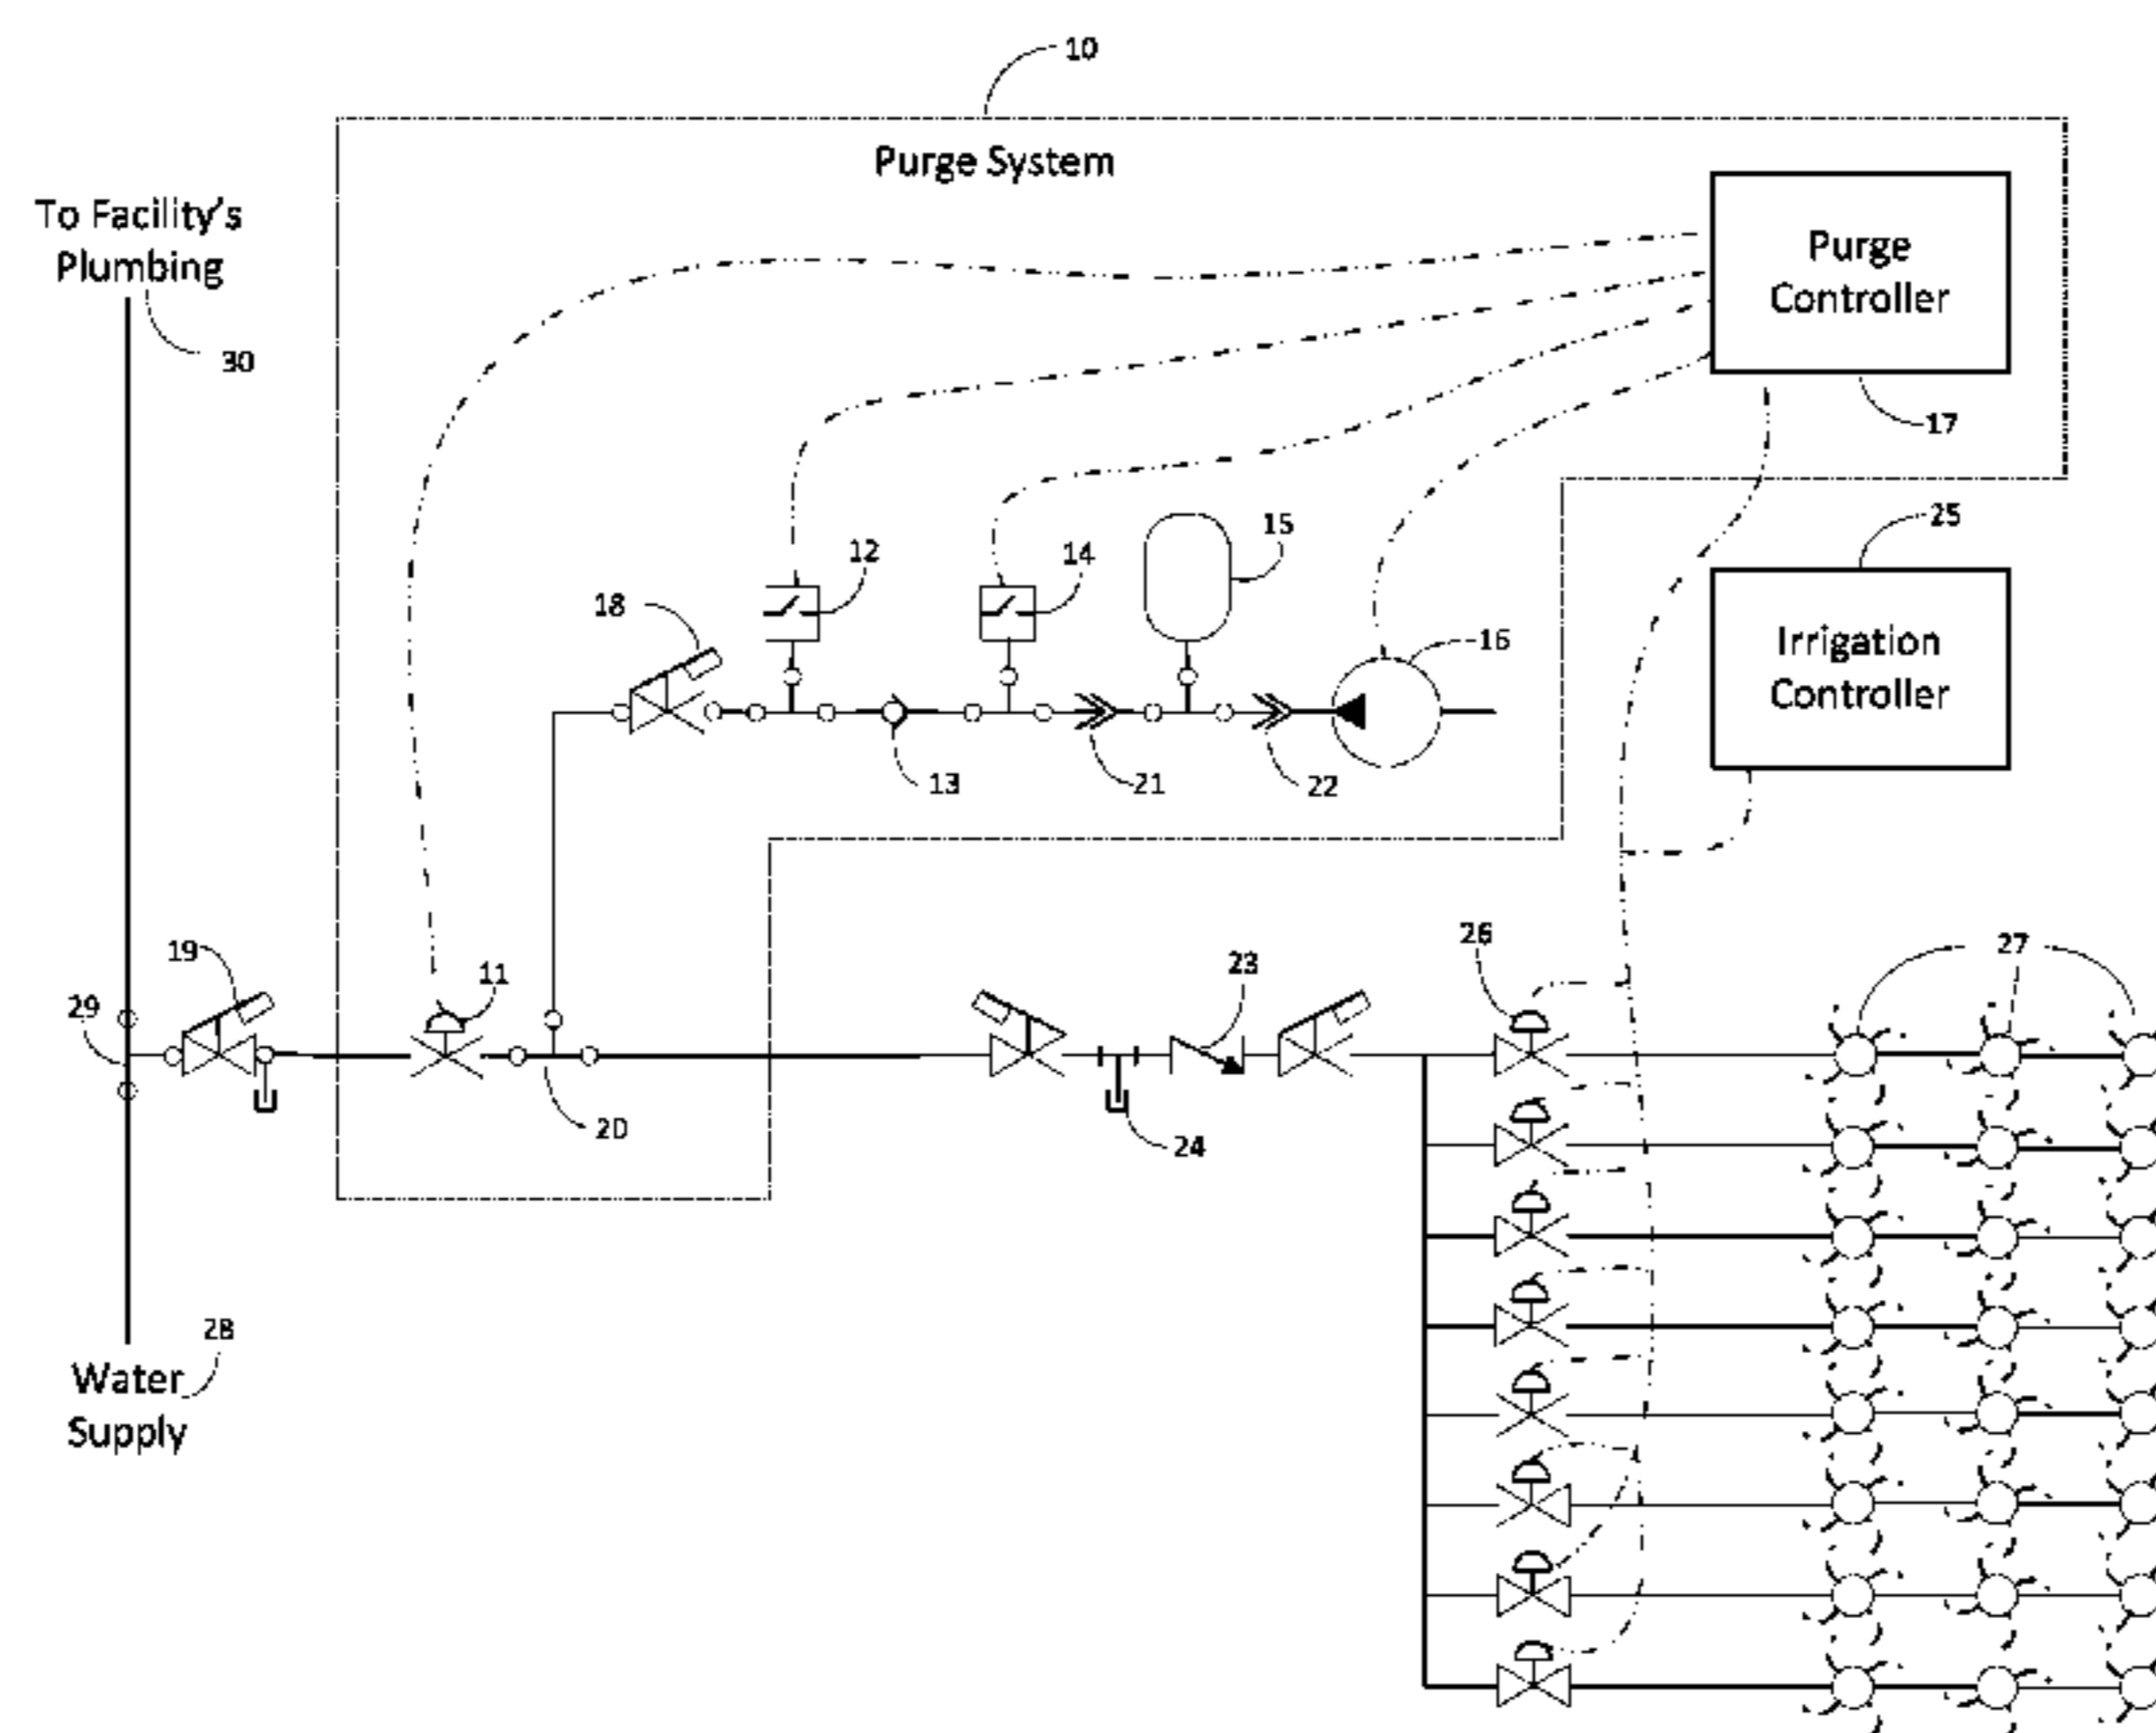 10
Purge System
To Facility's
Plumbing
30
Purge
Controller
17
25
15
12
14
18
16
Irrigation
Controller
13
21
22
19
11
29
23
26
27
20
24
28
Water
Supply